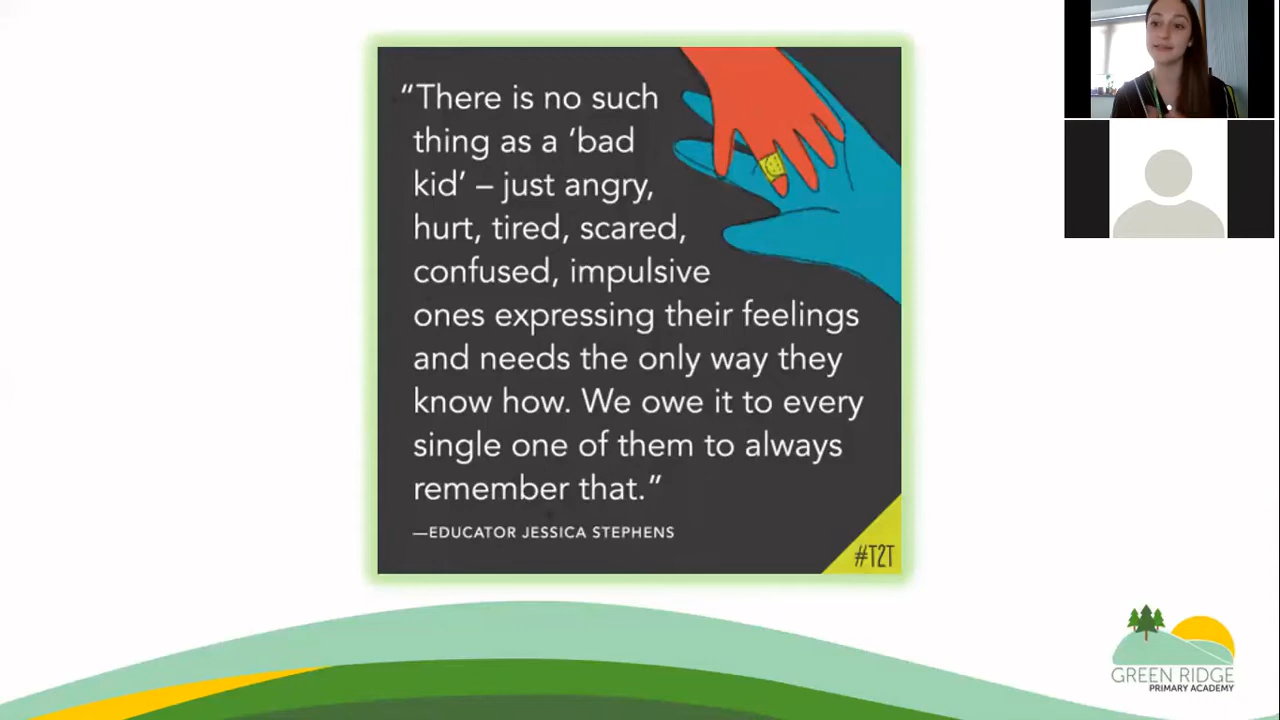 “There is no such
thing as a ‘bad
kid’ – just angry,
hurt, tired, scared,
confused, impulsive
ones expressing their feelings
and needs the only way they
know how. We owe it to every
single one of them to always
remember that.”
—EDUCATOR JESSICA STEPHENS
#T2T
GREEN RIDGE
PRIMARY ACADEMY